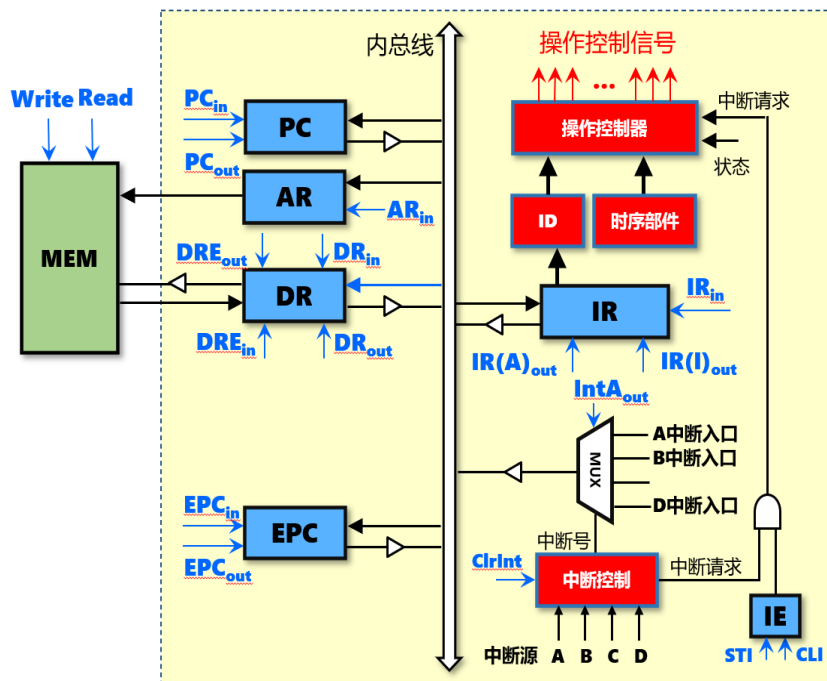 内总线
操作控制信号
Write Read
PCin
PC
PCout
中断请求
操作控制器
状态
AR
ARin
ID
时序部件
MEM
DREout
DRin
DR
IR
IRin
DREin
DRout
IR(A)out
IR(I)out
IntAout
MUX
A中断入口
B中断入口
D中断入口
EPCin
EPC
EPCout
中断号
ClrInt
中断控制
中断请求
IE
中断源 A B C D
STI
CLI
...